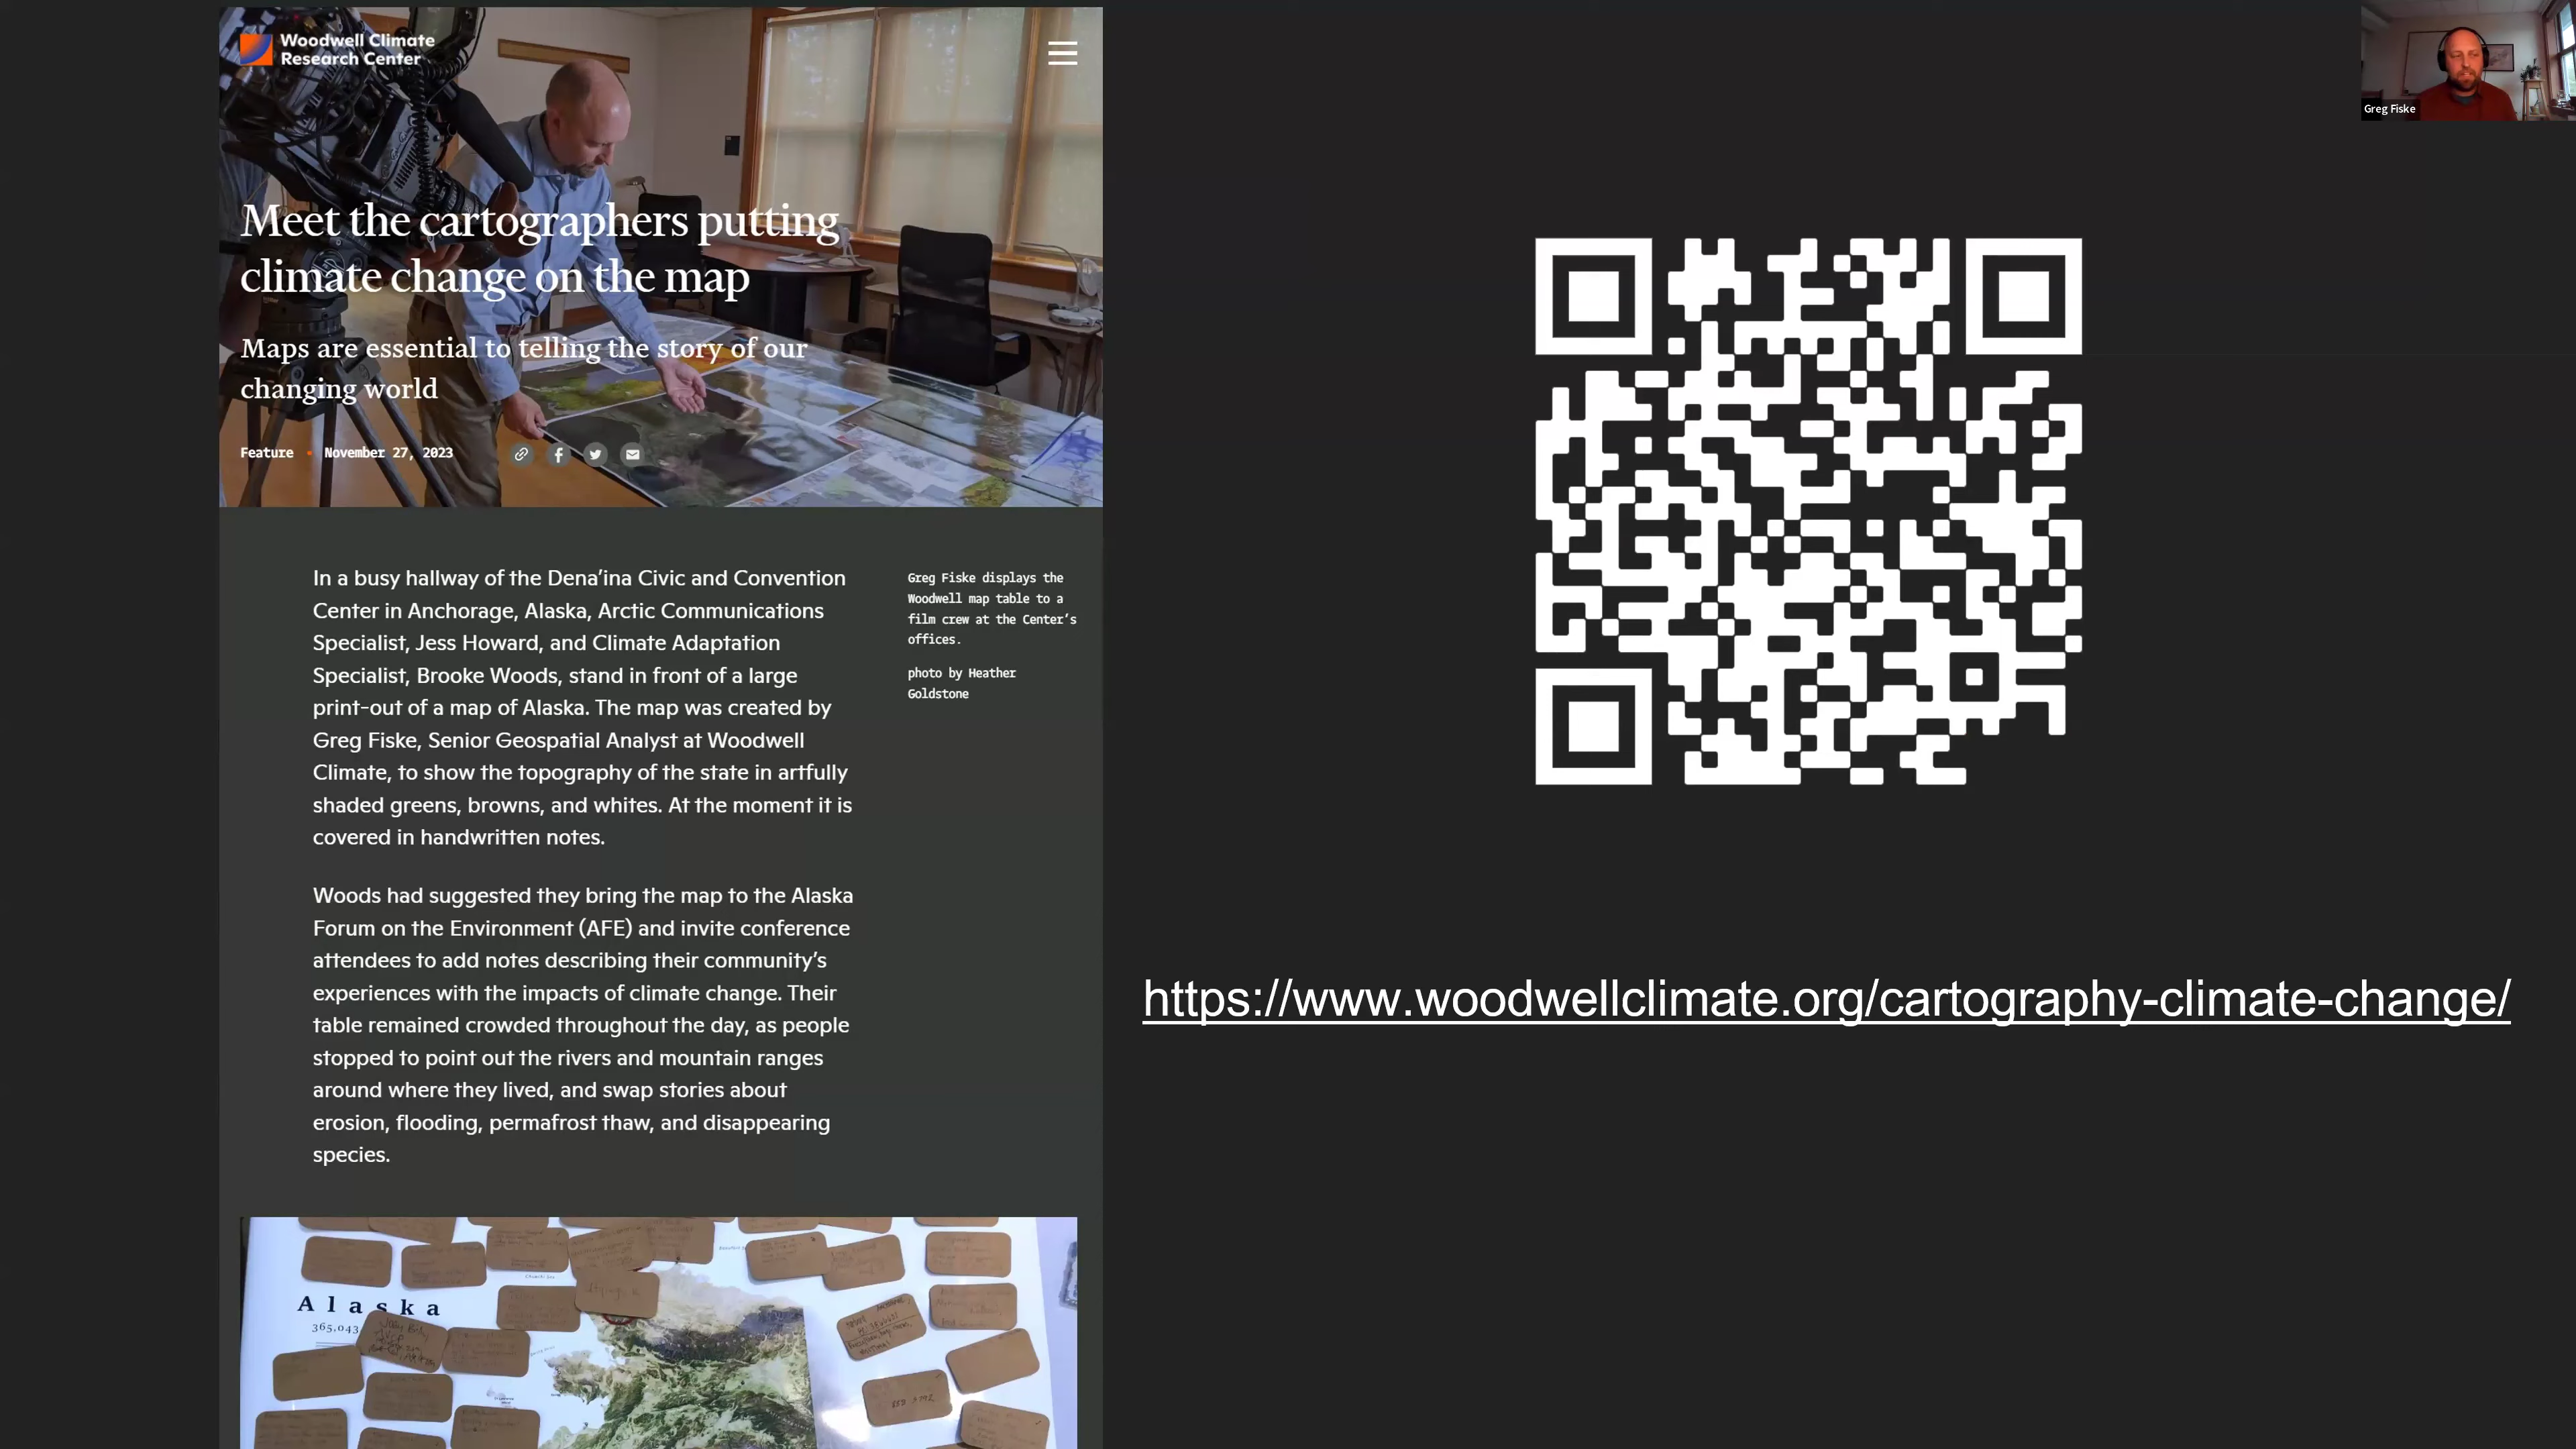 Woodwell Climate
Research Center
Meet the cartographers putting
climate change on the map
Maps are essential to telling the story of our
changing world
Feature • November 27, 2023
In a busy hallway of the Dena’ina Civic and Convention
Center in Anchorage, Alaska, Arctic Communications
Specialist, Jess Howard, and Climate Adaptation
Specialist, Brooke Woods, stand in front of a large
print-out of a map of Alaska. The map was created by
Greg Fiske, Senior Geospatial Analyst at Woodwell
Climate, to show the topography of the state in artfully
shaded greens, browns, and whites. At the moment it is
covered in handwritten notes.
Woods had suggested they bring the map to the Alaska
Forum on the Environment (AFE) and invite conference
attendees to add notes describing their community’s
experiences with the impacts of climate change. Their
table remained crowded throughout the day, as people
stopped to point out the rivers and mountain ranges
around where they lived, and swap stories about
erosion, flooding, permafrost thaw, and disappearing
species.
Greg Fiske displays the
Woodwell map table to a
film crew at the Center’s
offices.
photo by Heather
Goldstone
Alaska
365,043
https://www.woodwellclimate.org/cartography-climate-change/
Greg Fiske